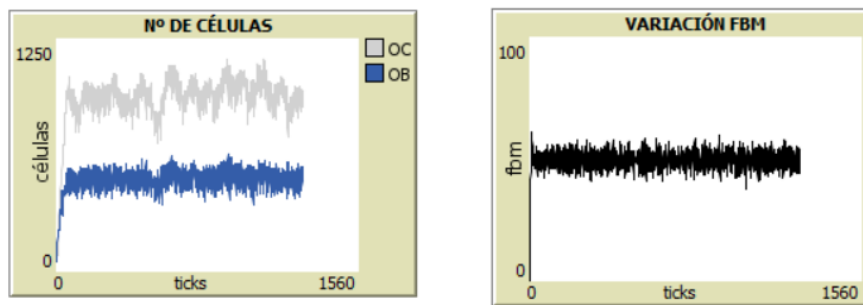 Nº DE CÉLULAS
1250
células
0
0
ticks
1560
OC
OB
VARIACIÓN FBM
100
fbm
0
0
ticks
1560